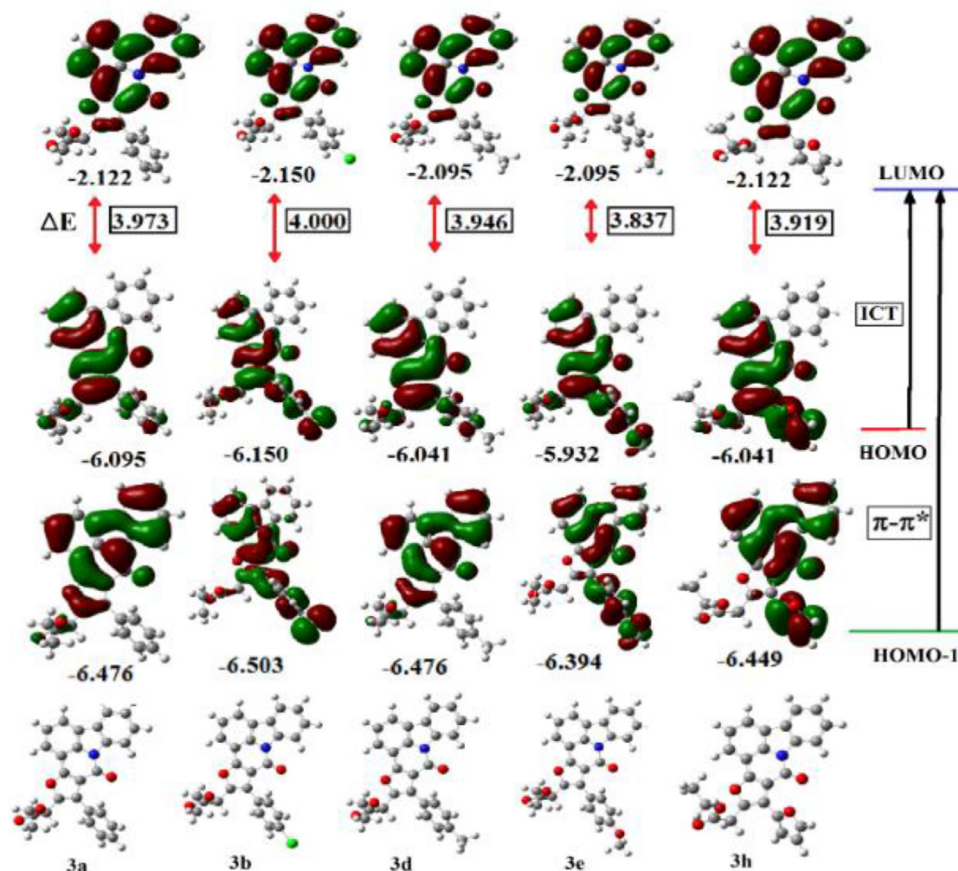 -2.122 -2.150 -2.095 -2.095 -2.122
LUMO
ΔE 3.973 4.000 3.946 3.837 3.919
ICT
-6.095 -6.150 -6.041 -5.932 -6.041
HOMO
π-π*
-6.476 -6.503 -6.476 -6.394 -6.449
HOMO-1
3a 3b 3d 3e 3h